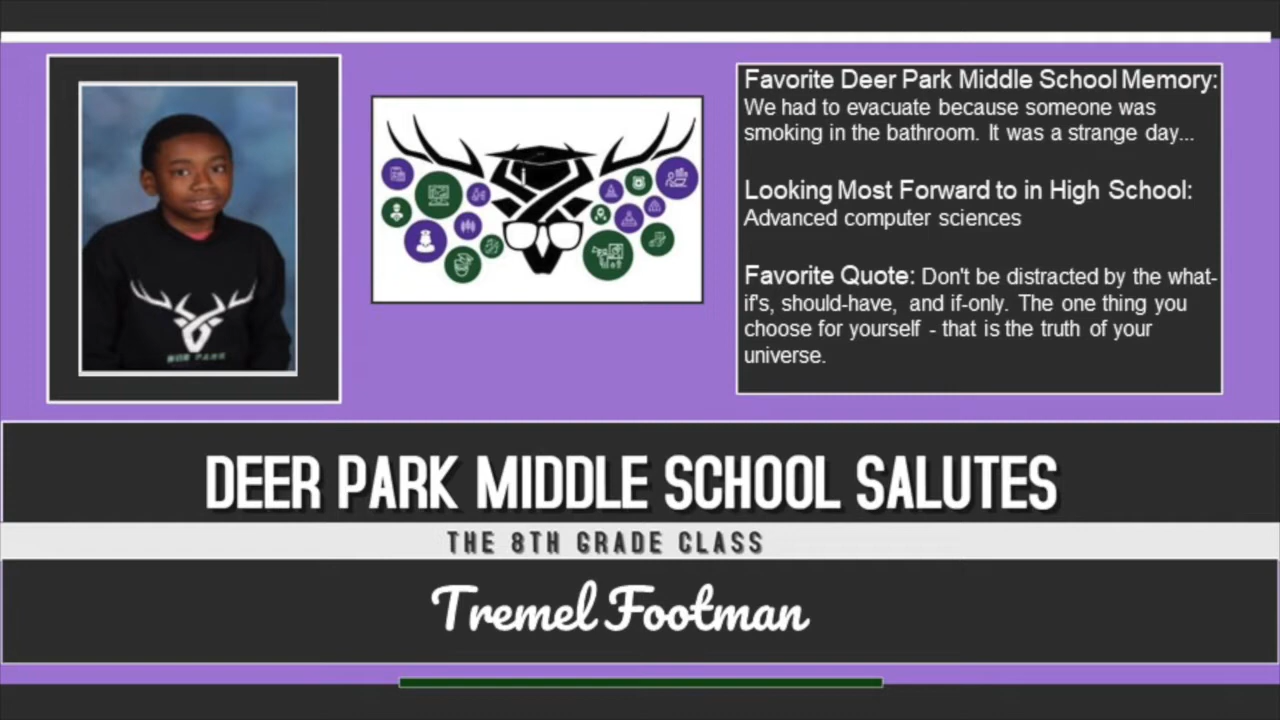 Favorite Deer Park Middle School Memory:
We had to evacuate because someone was
smoking in the bathroom. It was a strange day...
Looking Most Forward to in High School:
Advanced computer sciences
Favorite Quote: Don't be distracted by the what-
if's, should-have, and if-only. The one thing you
choose for yourself - that is the truth of your
universe.
DEER PARK MIDDLE SCHOOL SALUTES
THE 8TH GRADE CLASS
Tremel Footman